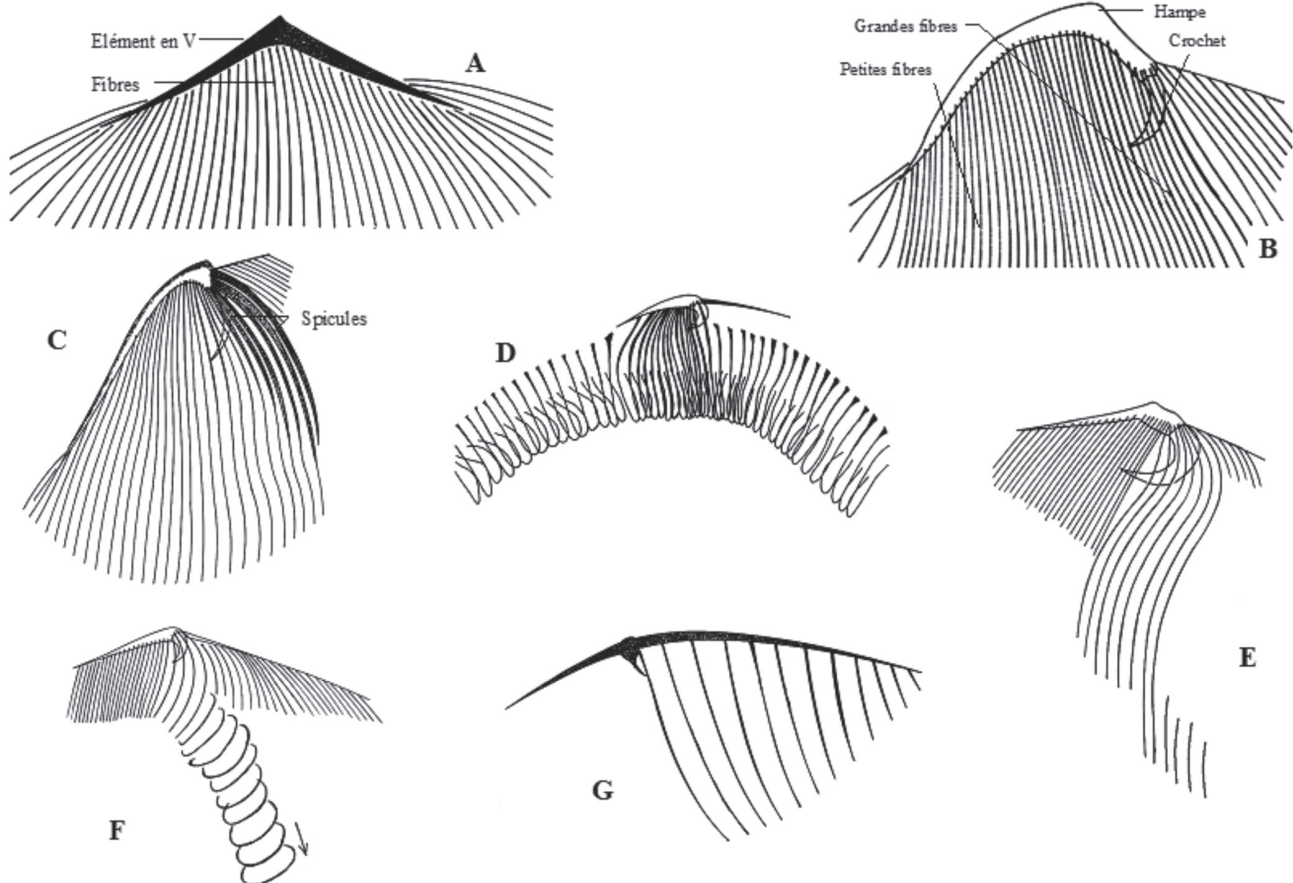 Elément en V
Fibres
A
Grandes fibres
Hampe
Crochet
Petites fibres
B
C
Spicules
D
E
F
G